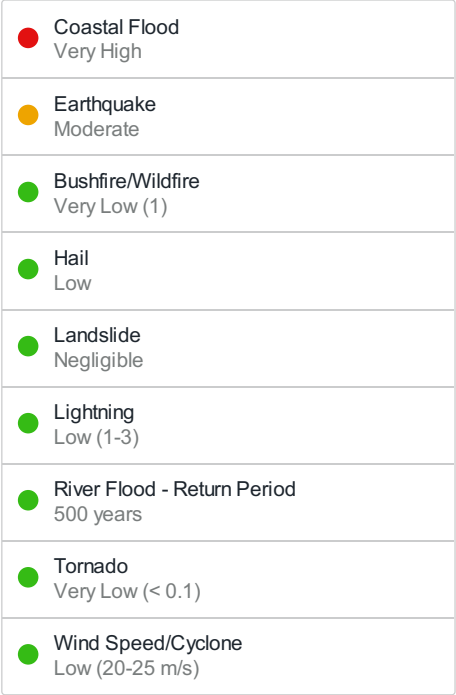 Coastal Flood
Very High
Earthquake
Moderate
Bushfire/Wildfire
Very Low (1)
Hail
Low
Landslide
Negligible
Lightning
Low (1-3)
River Flood - Return Period
500 years
Tornado
Very Low (< 0.1)
Wind Speed/Cyclone
Low (20-25 m/s)